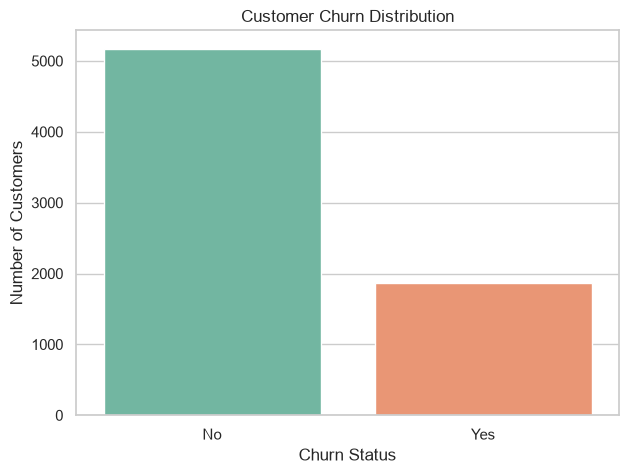 Customer Churn Distribution
Number of Customers
5000
4000
3000
2000
1000
0
No
Yes
Churn Status